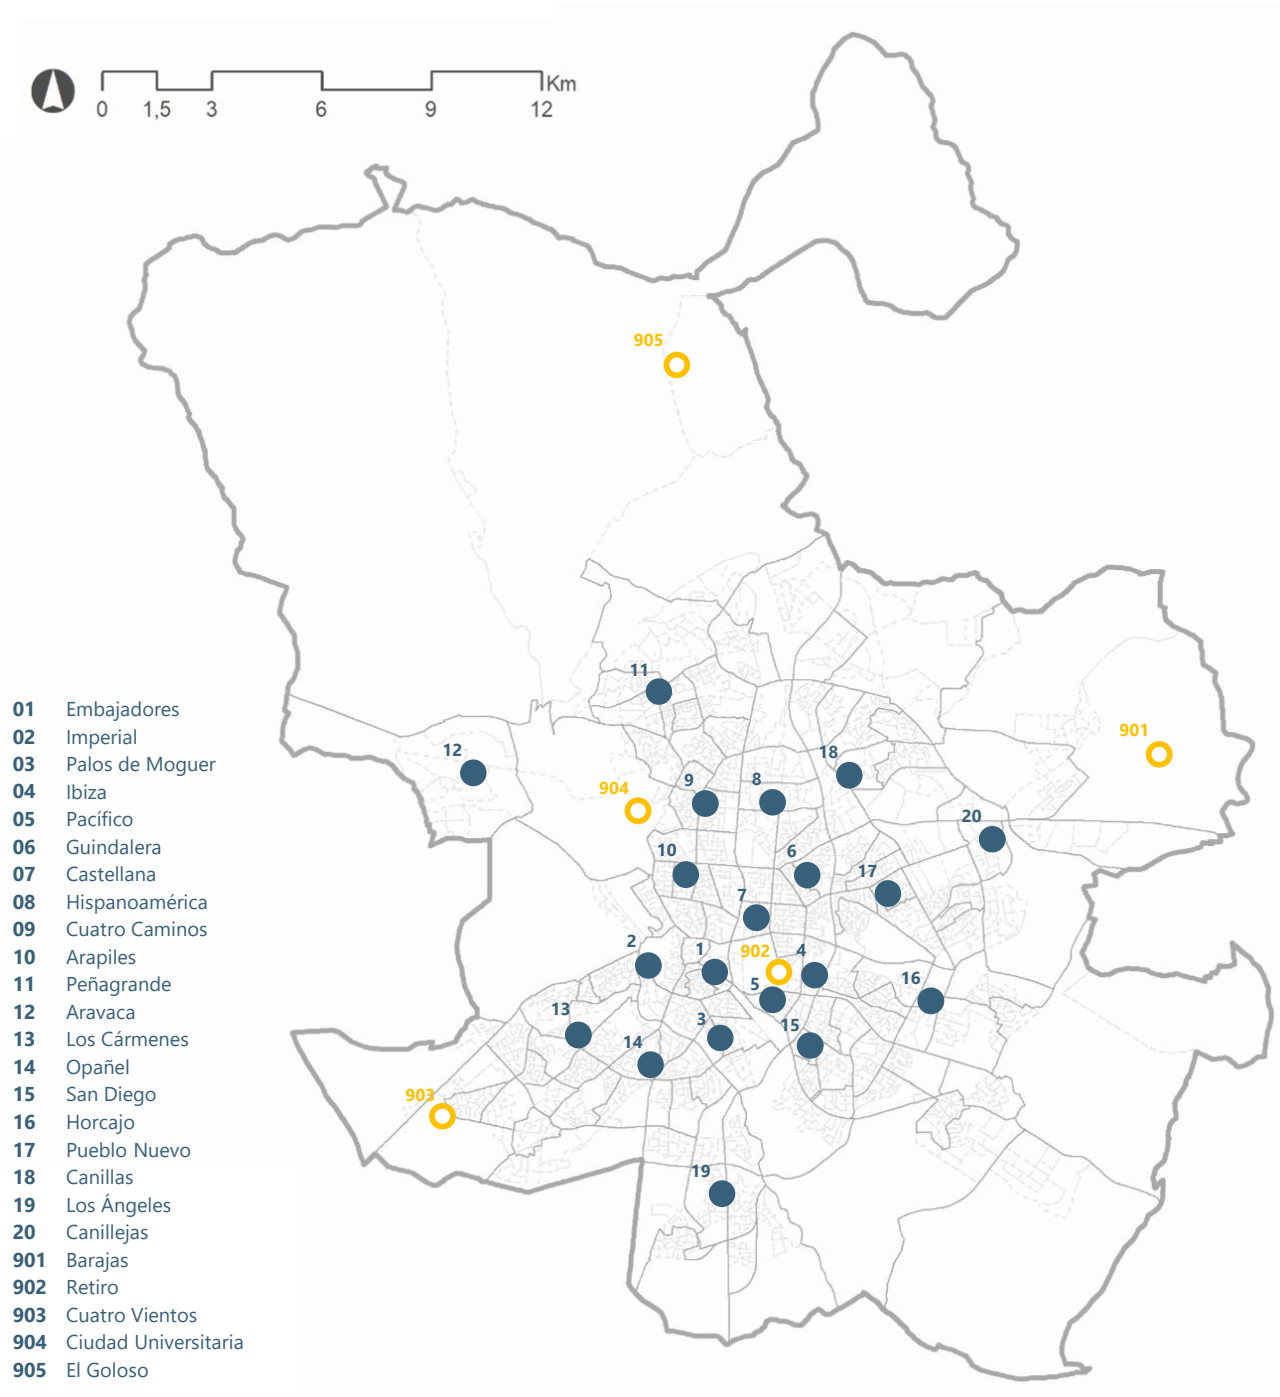 Km
0 1,5 3 6 9 12
905
11
901
12
18
9
8
904
20
10
6
17
7
2
1
902
4
5
16
13
3
15
14
903
19
01 Embajadores
02 Imperial
03 Palos de Moguer
04 Ibiza
05 Pacífico
06 Guindalera
07 Castellana
08 Hispanoamérica
09 Cuatro Caminos
10 Arapiles
11 Peñagrande
12 Aravaca
13 Los Cármenes
14 Opañel
15 San Diego
16 Horcajo
17 Pueblo Nuevo
18 Canillas
19 Los Ángeles
20 Canillejas
901 Barajas
902 Retiro
903 Cuatro Vientos
904 Ciudad Universitaria
905 El Goloso